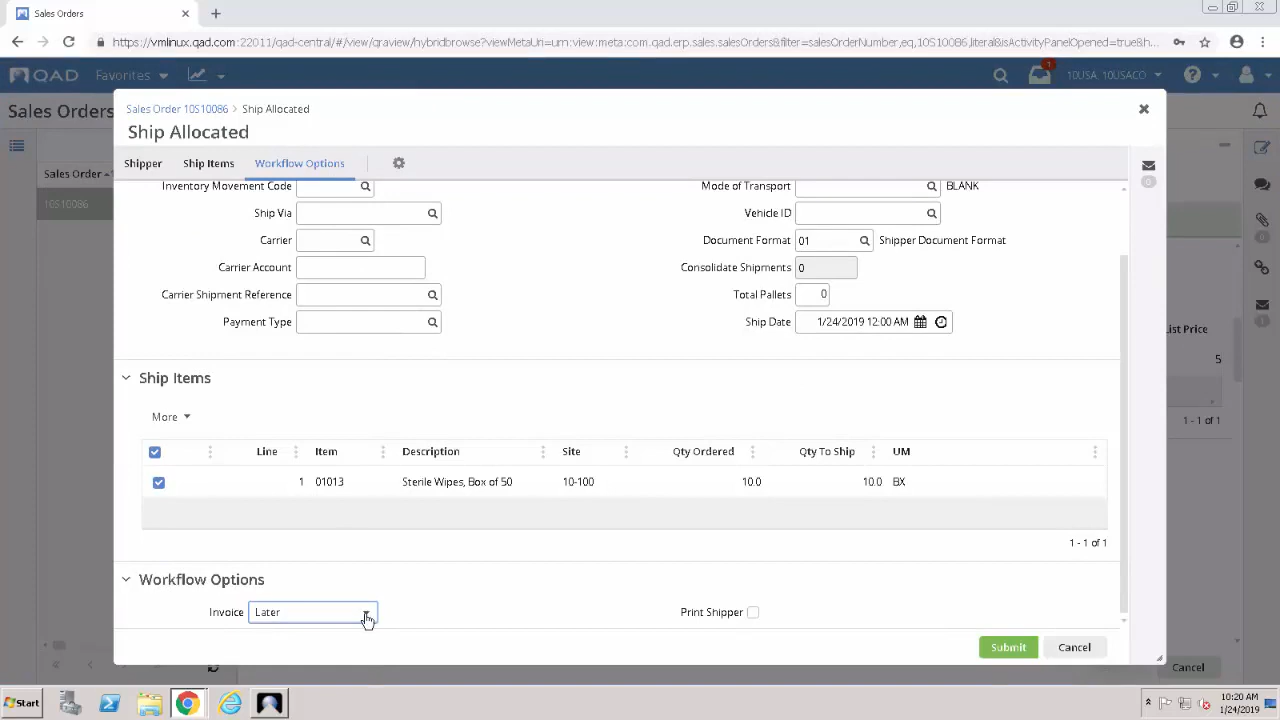 Sales Orders
https://vmlinux.qad.com:22011/qad-central/#/view/qraview/hybridbrowse?viewMetaUri=urn:view:meta:com.qad.erp.sales.salesOrders&filter=salesOrderNumber,eq,10S10086,literal&isActivityPanelOpened=true&h...
QAD Favorites 1 10USA, 10USACO
Sales Orders
Sales Order 10S10086 > Ship Allocated
Ship Allocated
Shipper Ship Items Workflow Options
0
Sales Order
10S10086
Inventory Movement Code Mode of Transport BLANK
Ship Via Vehicle ID
Carrier Document Format 01 Shipper Document Format
Carrier Account Consolidate Shipments 0
Carrier Shipment Reference Total Pallets 0
Payment Type Ship Date 1/24/2019 12:00 AM
List Price
5
Ship Items
More
1 - 1 of 1
Line Item Description Site Qty Ordered Qty To Ship UM
1 01013 Sterile Wipes, Box of 50 10-100 10.0 10.0 BX
1 - 1 of 1
Workflow Options
Invoice Later Print Shipper
Submit Cancel
Cancel
Start
10:20 AM
1/24/2019